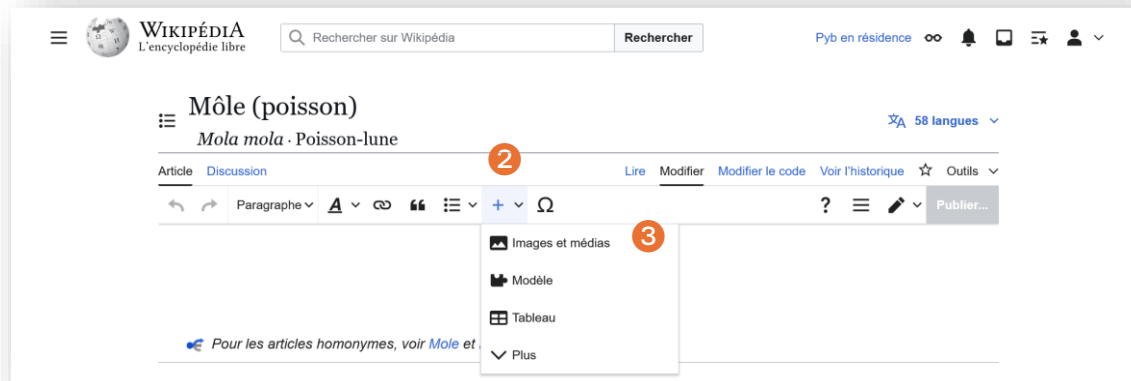 WIKIPÉDIA
L'encyclopédie libre
Rechercher sur Wikipédia
Rechercher
Pyb en résidence
Môle (poisson)
Mola mola · Poisson-lune
58 langues
2
Article Discussion Lire Modifier Modifier le code Voir l'historique Outils
Paragraphe A + Ω ? Publier...
Images et médias 3
Modèle
Tableau
Pour les articles homonymes, voir Mole et
Plus